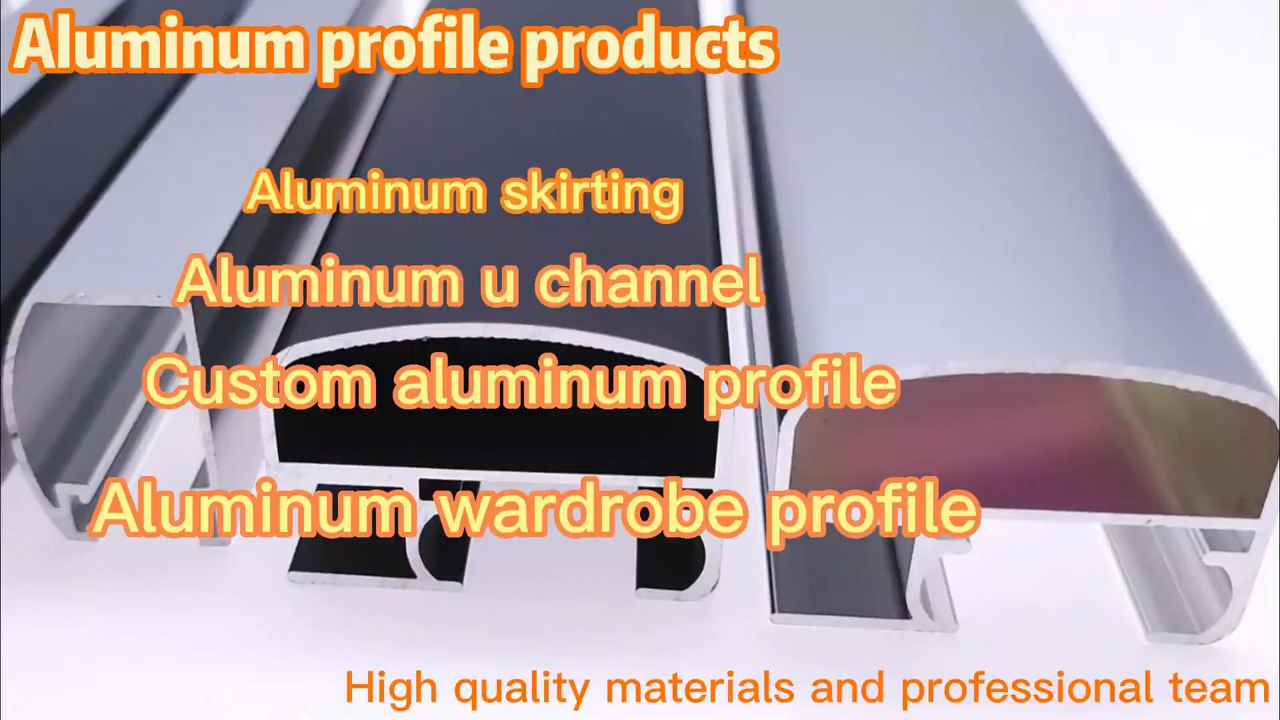 Aluminum profile products
Aluminum skirting
Aluminum u channel
Custom aluminum profile
Aluminum wardrobe profile
High quality materials and professional team